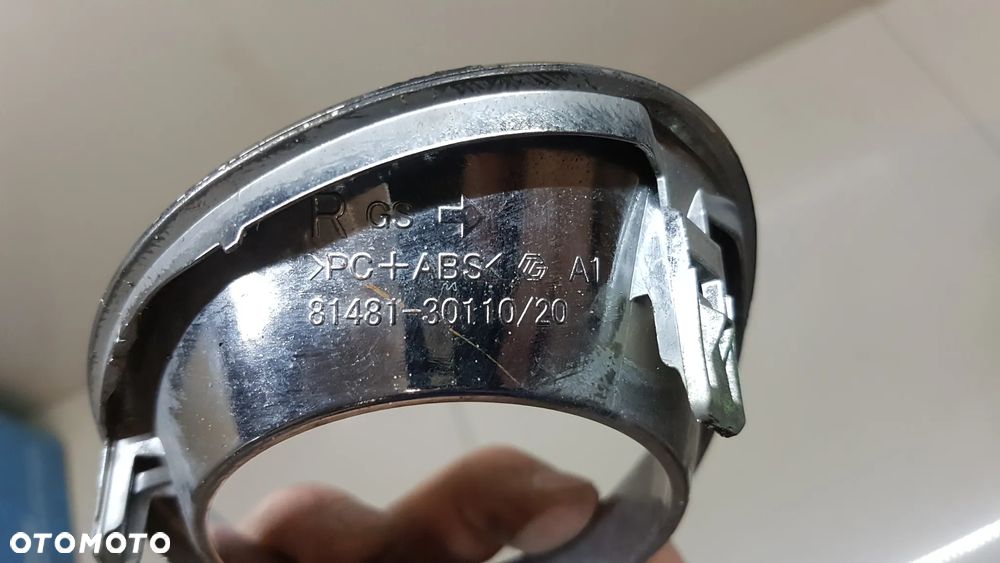 R GS
>PC+ABS< A1
81481-30110/20
OTOMOTO